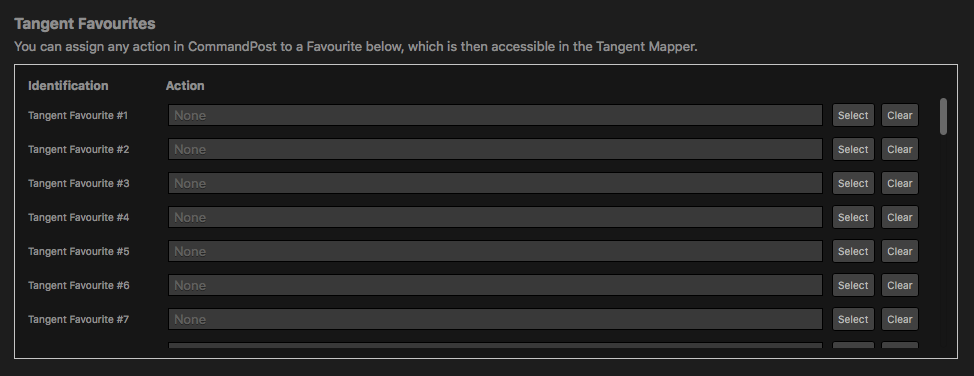 Tangent Favourites
You can assign any action in CommandPost to a Favourite below, which is then accessible in the Tangent Mapper.
Identification Action
Tangent Favourite #1 None Select Clear
Tangent Favourite #2 None Select Clear
Tangent Favourite #3 None Select Clear
Tangent Favourite #4 None Select Clear
Tangent Favourite #5 None Select Clear
Tangent Favourite #6 None Select Clear
Tangent Favourite #7 None Select Clear